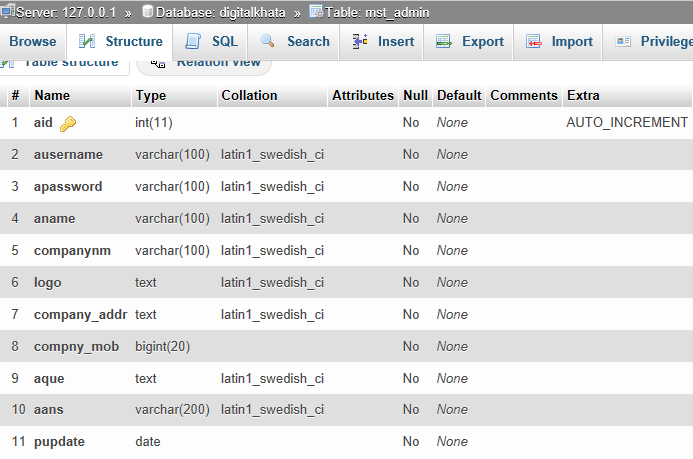 Server: 127.0.0.1 » Database: digitalkhata » Table: mst_admin
Browse Structure SQL Search Insert Export Import Privilege
Table structure Relation view
# Name Type Collation Attributes Null Default Comments Extra
1 aid int(11) No None AUTO_INCREMENT
2 ausername varchar(100) latin1_swedish_ci No None
3 apassword varchar(100) latin1_swedish_ci No None
4 aname varchar(100) latin1_swedish_ci No None
5 companynm varchar(100) latin1_swedish_ci No None
6 logo text latin1_swedish_ci No None
7 company_addr text latin1_swedish_ci No None
8 compny_mob bigint(20) No None
9 aque text latin1_swedish_ci No None
10 aans varchar(200) latin1_swedish_ci No None
11 pupdate date No None